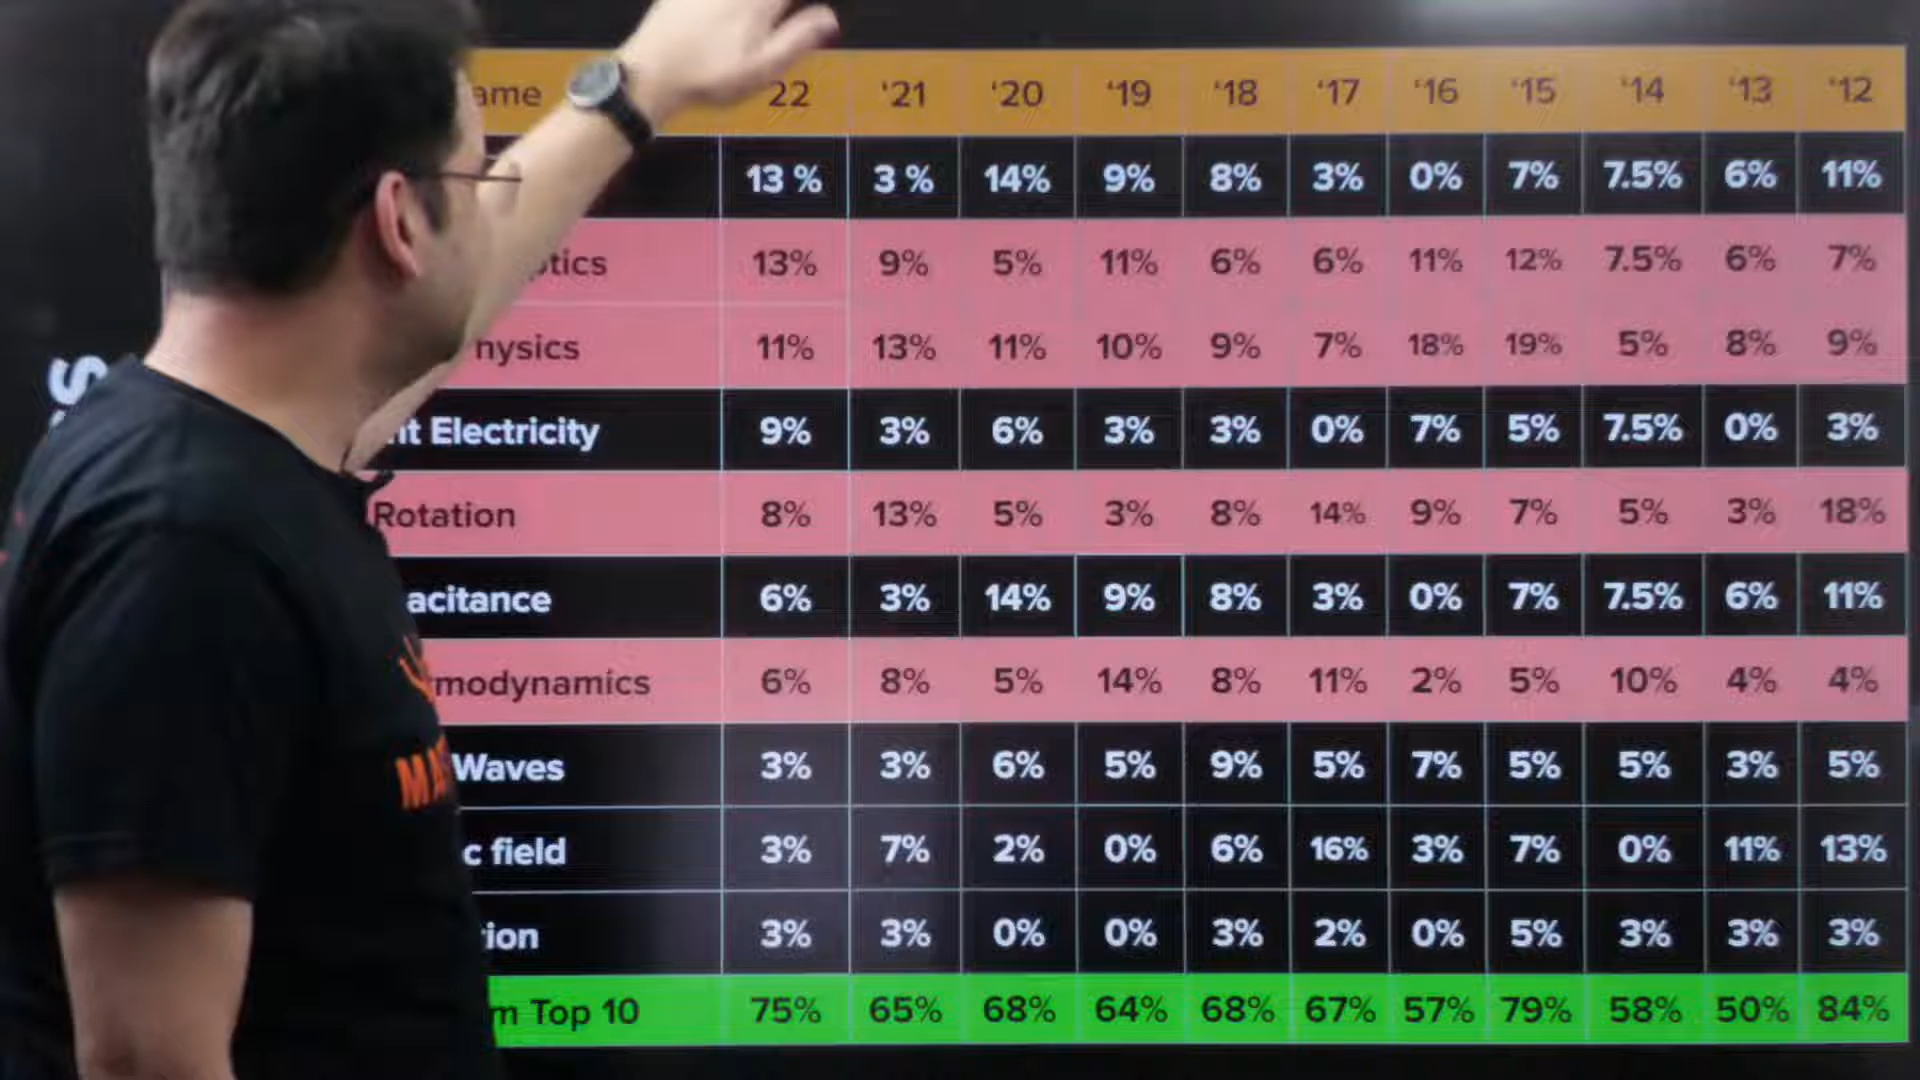 ame 22 '21 '20 '19 '18 '17 '16 '15 '14 '13 '12
13 % 3 % 14% 9% 8% 3% 0% 7% 7.5% 6% 11%
tics 13% 9% 5% 11% 6% 6% 11% 12% 7.5% 6% 7%
hysics 11% 13% 11% 10% 9% 7% 18% 19% 5% 8% 9%
nt Electricity 9% 3% 6% 3% 3% 0% 7% 5% 7.5% 0% 3%
Rotation 8% 13% 5% 3% 8% 14% 9% 7% 5% 3% 18%
acitance 6% 3% 14% 9% 8% 3% 0% 7% 7.5% 6% 11%
modynamics 6% 8% 5% 14% 8% 11% 2% 5% 10% 4% 4%
Waves 3% 3% 6% 5% 9% 5% 7% 5% 5% 3% 5%
c field 3% 7% 2% 0% 6% 16% 3% 7% 0% 11% 13%
tion 3% 3% 0% 0% 3% 2% 0% 5% 3% 3% 3%
m Top 10 75% 65% 68% 64% 68% 67% 57% 79% 58% 50% 84%
S
MA